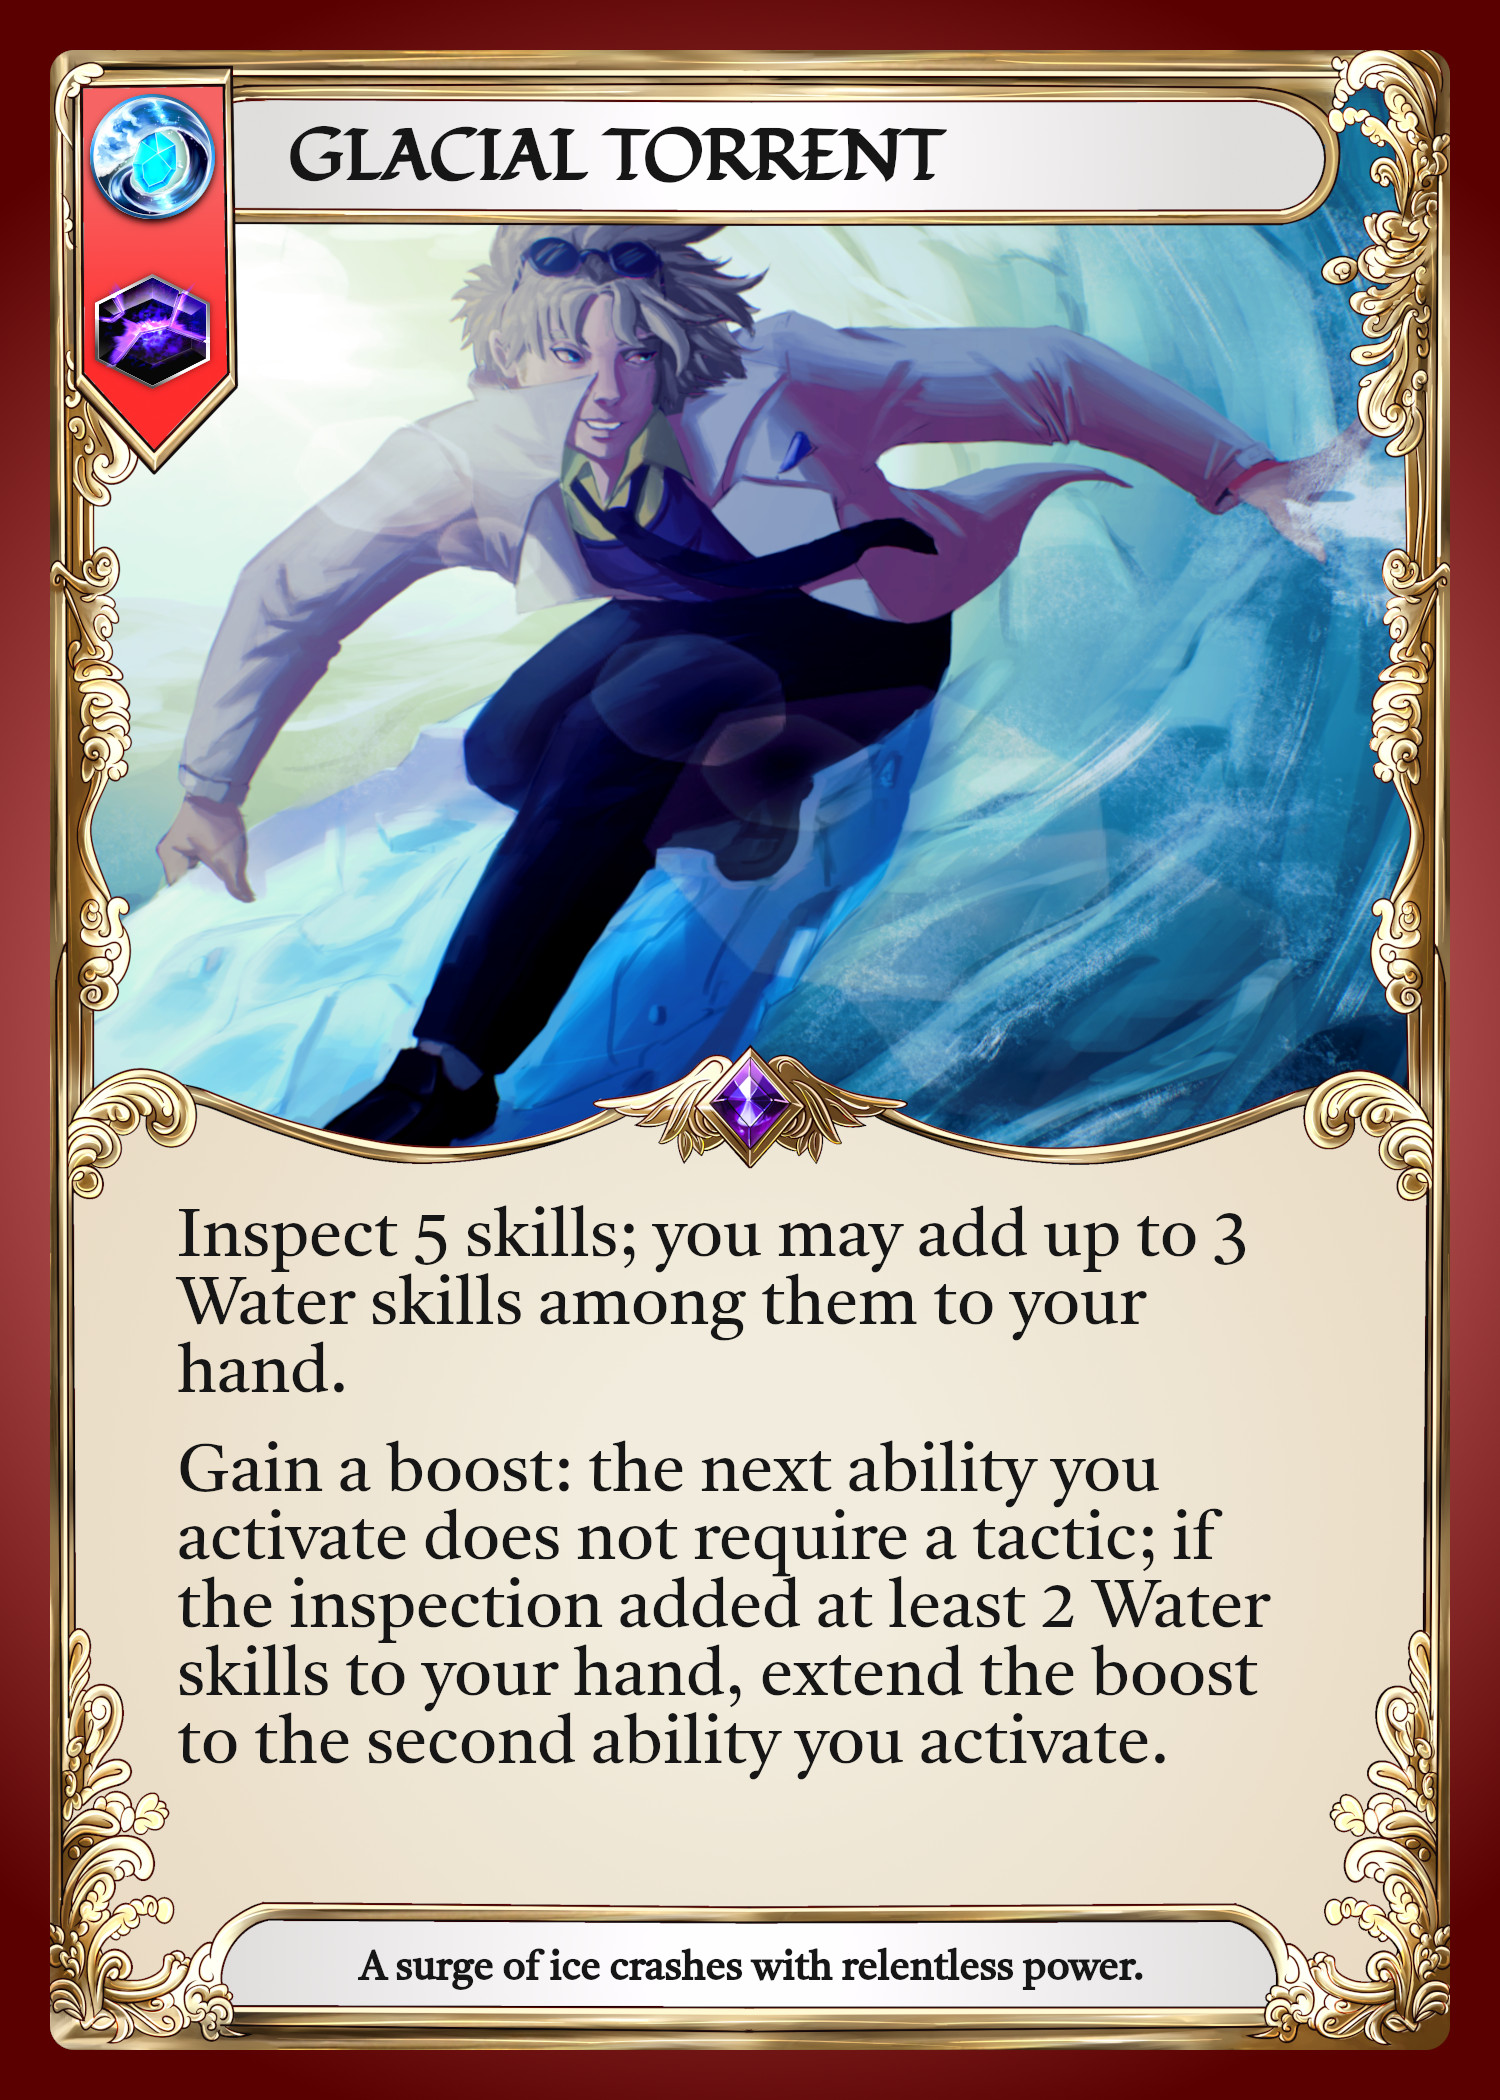 GLACIAL TORRENT
Inspect 5 skills; you may add up to 3
Water skills among them to your
hand.
Gain a boost: the next ability you
activate does not require a tactic; if
the inspection added at least 2 Water
skills to your hand, extend the boost
to the second ability you activate.
A surge of ice crashes with relentless power.